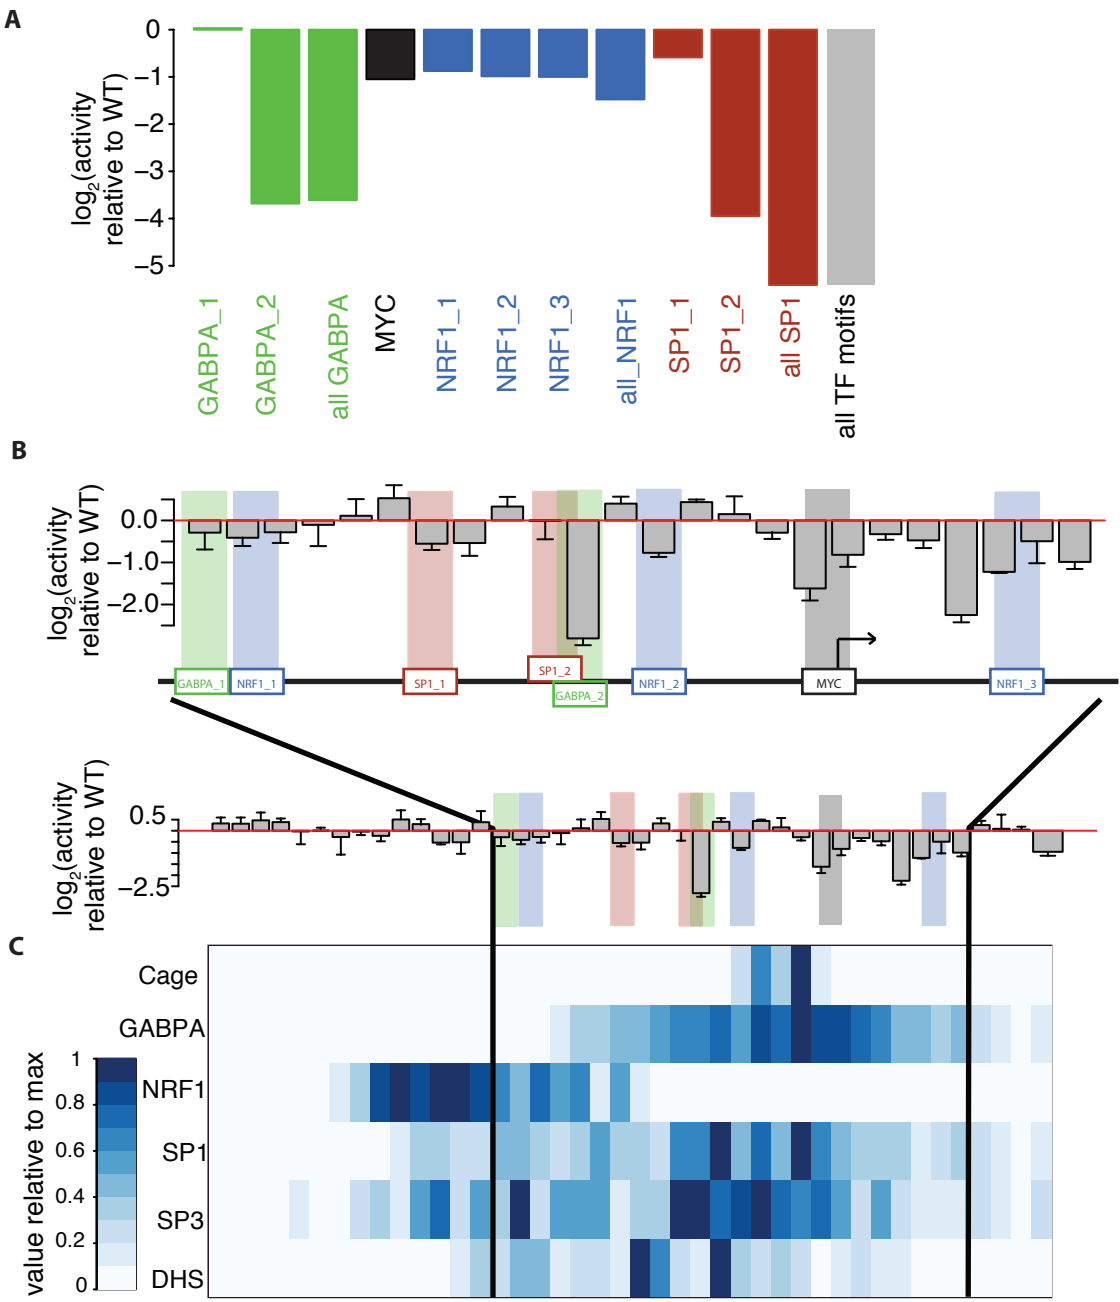 A
log₂(activity
relative to WT)
0
−1
−2
−3
−4
−5
GABPA_1
GABPA_2
all GABPA
MYC
NRF1_1
NRF1_2
NRF1_3
all_NRF1
SP1_1
SP1_2
all SP1
all TF motifs
B
log₂(activity
relative to WT)
0.0
−1.0
−2.0
GABPA_1
NRF1_1
SP1_1
SP1_2
GABPA_2
NRF1_2
MYC
NRF1_3
log₂(activity
relative to WT)
0.5
−2.5
C
Cage
GABPA
NRF1
SP1
SP3
DHS
value relative to max
1
0.8
0.6
0.4
0.2
0